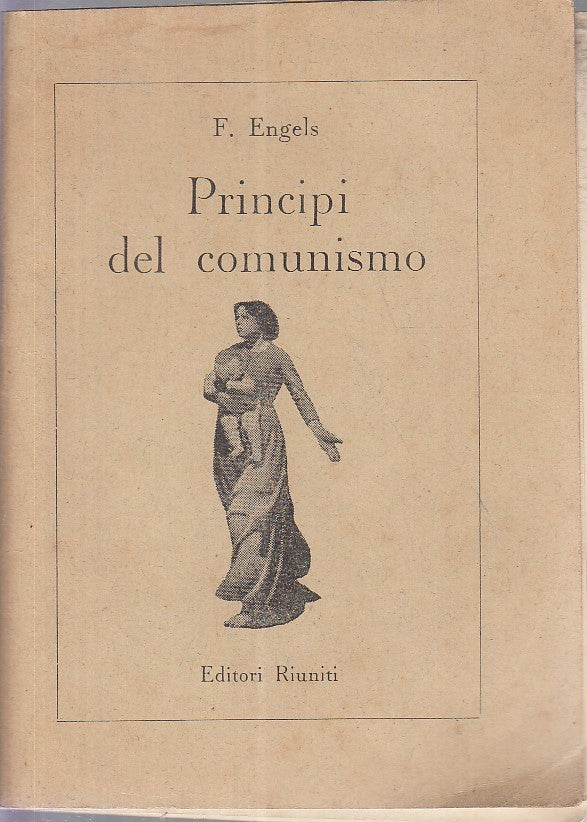 F. Engels
Principi
del comunismo
Editori Riuniti